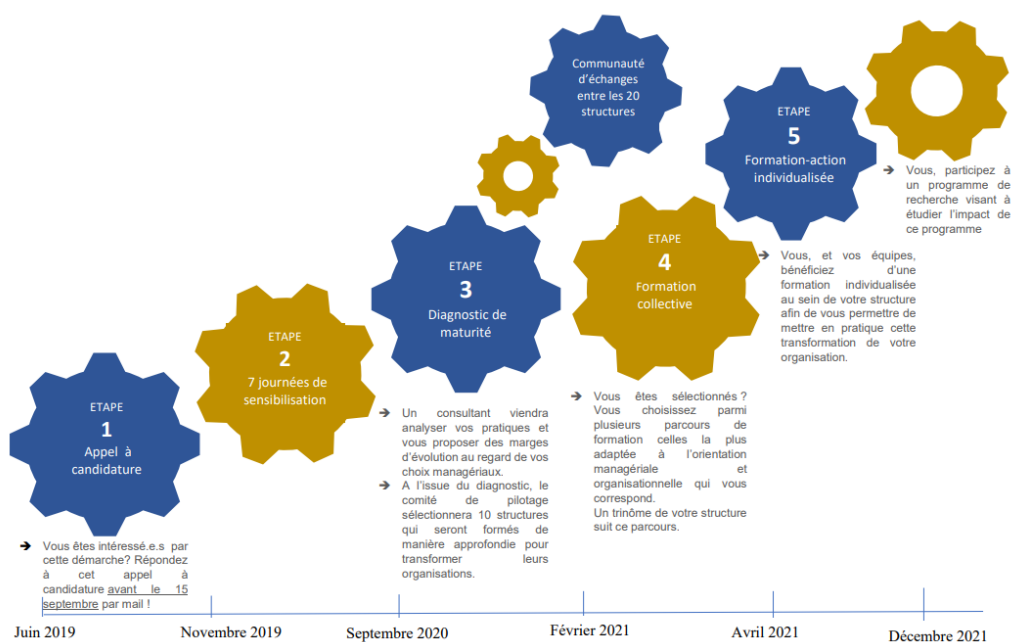 Communauté
d'échanges
entre les 20
structures
ETAPE
5
Formation-action
individualisée
➔ Vous, participez à
un programme de
recherche visant à
étudier l'impact de
ce programme
ETAPE
4
Formation
collective
➔ Vous, et vos équipes,
bénéficiez d'une
formation individualisée
au sein de votre structure
afin de vous permettre de
mettre en pratique cette
transformation de votre
organisation.
ETAPE
3
Diagnostic de
maturité
ETAPE
2
7 journées de
sensibilisation
ETAPE
1
Appel à
candidature
➔ Un consultant viendra
analyser vos pratiques et
vous proposer des marges
d'évolution au regard de vos
choix managériaux.
➔ A l'issue du diagnostic, le
comité de pilotage
sélectionnera 10 structures
qui seront formés de
manière approfondie pour
transformer leurs
organisations.
➔ Vous êtes sélectionnés ?
Vous choisissez parmi
plusieurs parcours de
formation celles la plus
adaptée à l'orientation
managériale et
organisationnelle qui vous
correspond.
Un trinôme de votre structure
suit ce parcours.
➔ Vous êtes intéressé.e.s par
cette démarche? Répondez
à cet appel à
candidature avant le 15
septembre par mail !
Juin 2019
Novembre 2019
Septembre 2020
Février 2021
Avril 2021
Décembre 2021